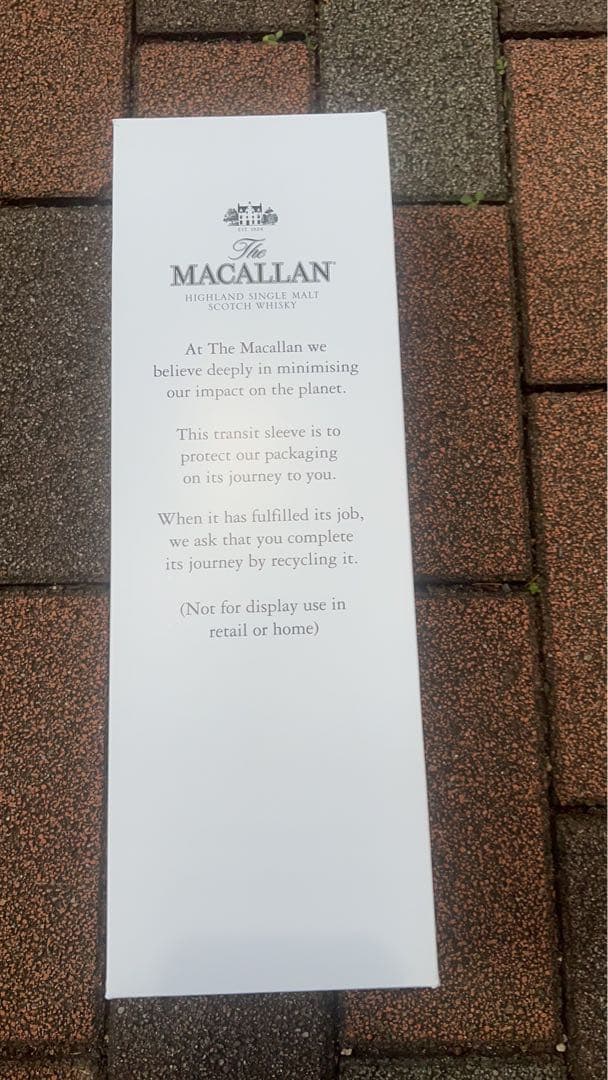 EST. 1824
The
MACALLAN
HIGHLAND SINGLE MALT
SCOTCH WHISKY
At The Macallan we
believe deeply in minimising
our impact on the planet.
This transit sleeve is to
protect our packaging
on its journey to you.
When it has fulfilled its job,
we ask that you complete
its journey by recycling it.
(Not for display use in
retail or home)